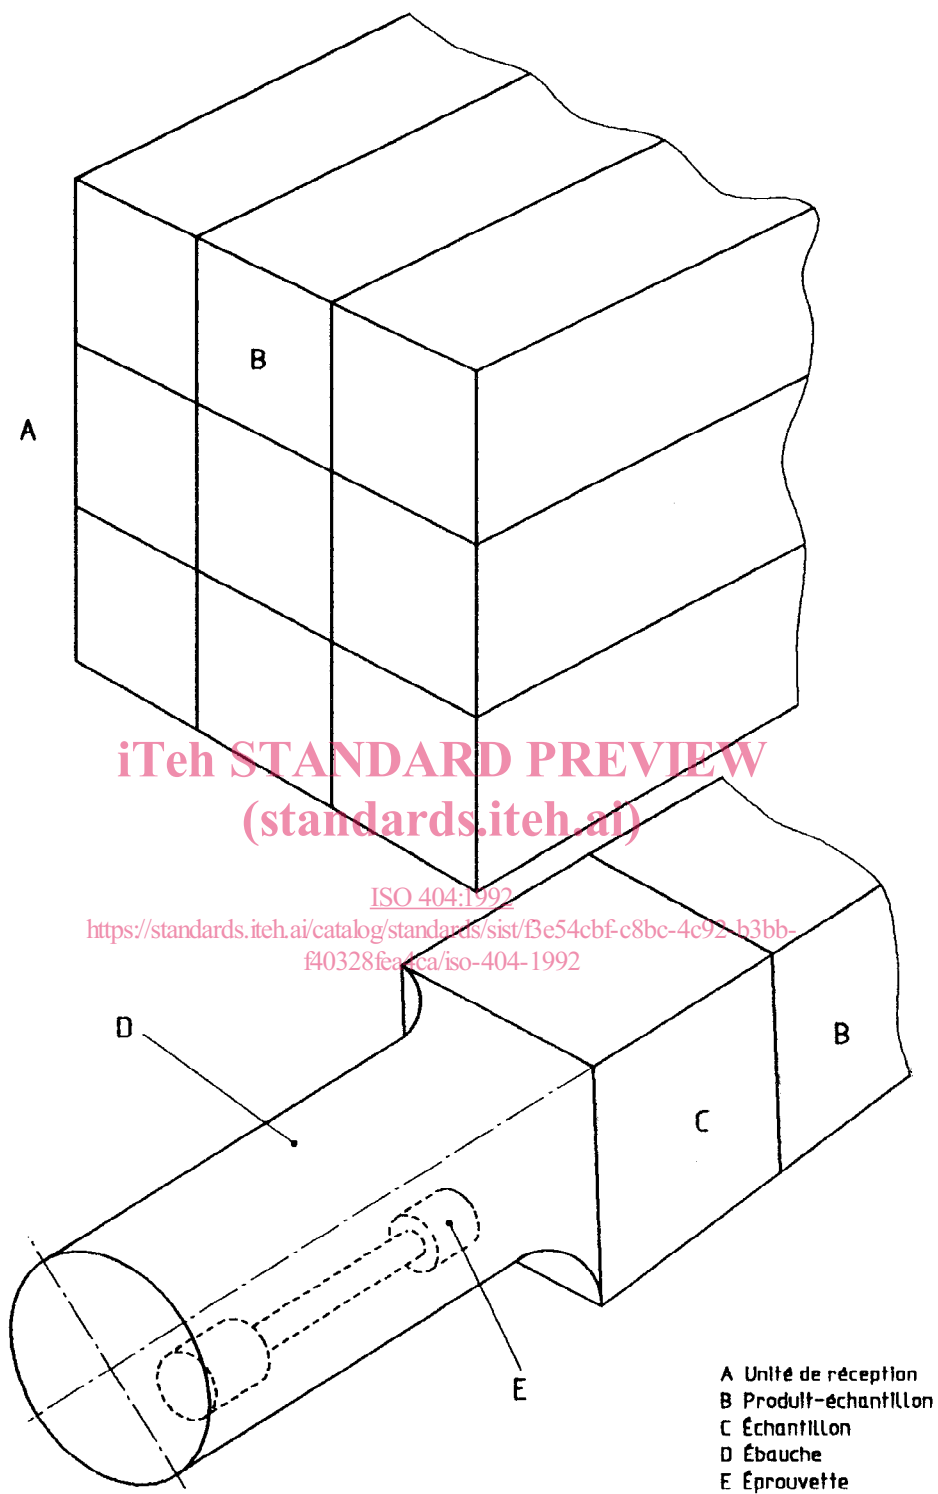 B
A
iTeh STANDARD PREVIEW
(standards.iteh.ai)
ISO 404:1992
https://standards.iteh.ai/catalog/standards/sist/f3e54cbf-c8bc-4c92-b3bb-
f40328fea4ca/iso-404-1992
D
B
C
E
A Unité de réception
B Produit-échantillon
C Échantillon
D Ébauche
E Éprouvette